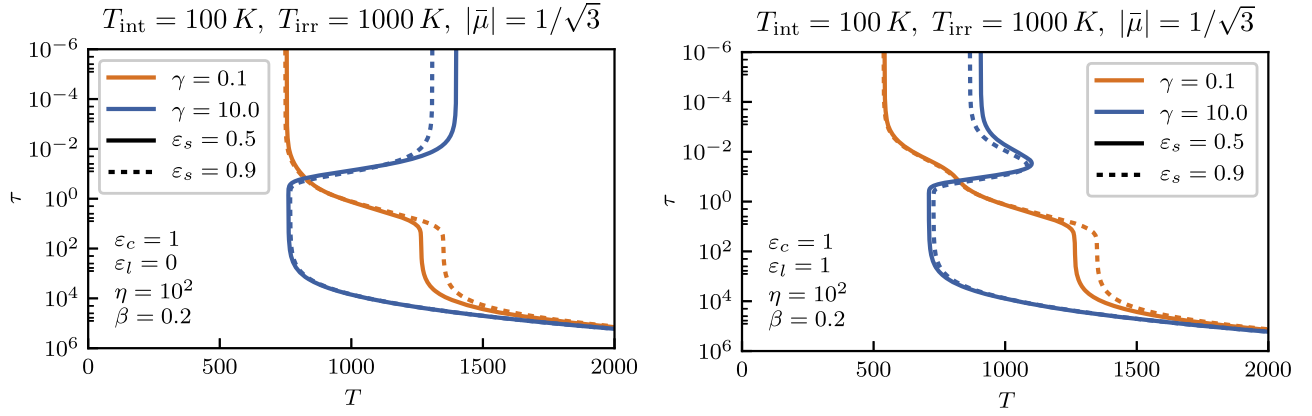 T_int = 100 K, T_irr = 1000 K, |μ̄| = 1/√3
10^−6
10^−4
10^−2
10^0
10^2
10^4
10^6
τ
γ = 0.1
γ = 10.0
ε_s = 0.5
ε_s = 0.9
ε_c = 1
ε_l = 0
η = 10^2
β = 0.2
0 500 1000 1500 2000
T
T_int = 100 K, T_irr = 1000 K, |μ̄| = 1/√3
10^−6
10^−4
10^−2
10^0
10^2
10^4
10^6
τ
γ = 0.1
γ = 10.0
ε_s = 0.5
ε_s = 0.9
ε_c = 1
ε_l = 1
η = 10^2
β = 0.2
0 500 1000 1500 2000
T